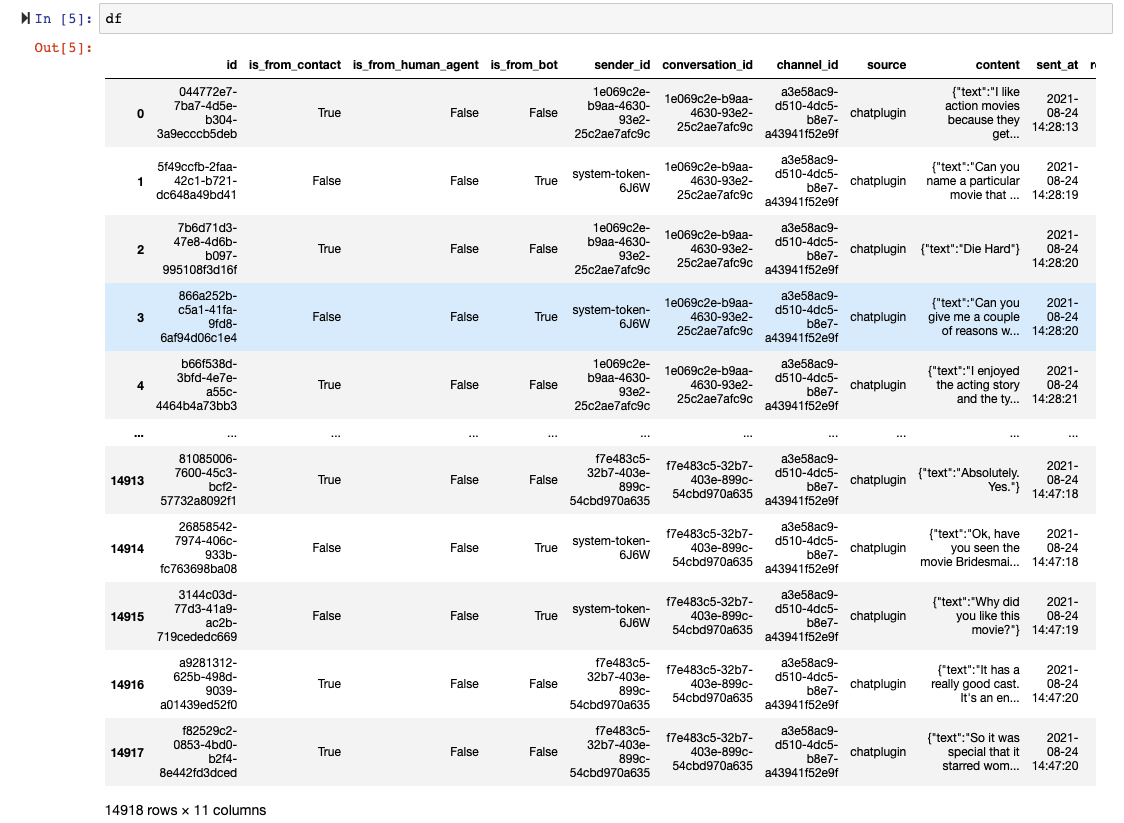 In [5]: df
Out[5]:
id is_from_contact is_from_human_agent is_from_bot sender_id conversation_id channel_id source content sent_at r
0 044772e7-7ba7-4d5e-b304-3a9ecccb5deb True False False 1e069c2e-b9aa-4630-93e2-25c2ae7afc9c 1e069c2e-b9aa-4630-93e2-25c2ae7afc9c a3e58ac9-d510-4dc5-b8e7-a43941f52e9f chatplugin {"text":"I like action movies because they get... 2021-08-24 14:28:13
1 5f49ccfb-2faa-42c1-b721-dc648a49bd41 False False True system-token-6J6W 1e069c2e-b9aa-4630-93e2-25c2ae7afc9c a3e58ac9-d510-4dc5-b8e7-a43941f52e9f chatplugin {"text":"Can you name a particular movie that ... 2021-08-24 14:28:19
2 7b6d71d3-47e8-4d6b-b097-995108f3d16f True False False 1e069c2e-b9aa-4630-93e2-25c2ae7afc9c 1e069c2e-b9aa-4630-93e2-25c2ae7afc9c a3e58ac9-d510-4dc5-b8e7-a43941f52e9f chatplugin {"text":"Die Hard"} 2021-08-24 14:28:20
3 866a252b-c5a1-41fa-9fd8-6af94d06c1e4 False False True system-token-6J6W 1e069c2e-b9aa-4630-93e2-25c2ae7afc9c a3e58ac9-d510-4dc5-b8e7-a43941f52e9f chatplugin {"text":"Can you give me a couple of reasons w... 2021-08-24 14:28:20
4 b66f538d-3bfd-4e7e-a55c-4464b4a73bb3 True False False 1e069c2e-b9aa-4630-93e2-25c2ae7afc9c 1e069c2e-b9aa-4630-93e2-25c2ae7afc9c a3e58ac9-d510-4dc5-b8e7-a43941f52e9f chatplugin {"text":"I enjoyed the acting story and the ty... 2021-08-24 14:28:21
... ... ... ... ... ... ... ... ... ... ...
14913 81085006-7600-45c3-bcf2-57732a8092f1 True False False f7e483c5-32b7-403e-899c-54cbd970a635 f7e483c5-32b7-403e-899c-54cbd970a635 a3e58ac9-d510-4dc5-b8e7-a43941f52e9f chatplugin {"text":"Absolutely. Yes."} 2021-08-24 14:47:18
14914 26858542-7974-406c-933b-fc763698ba08 False False True system-token-6J6W f7e483c5-32b7-403e-899c-54cbd970a635 a3e58ac9-d510-4dc5-b8e7-a43941f52e9f chatplugin {"text":"Ok, have you seen the movie Bridesmai... 2021-08-24 14:47:18
14915 3144c03d-77d3-41a9-ac2b-719cededc669 False False True system-token-6J6W f7e483c5-32b7-403e-899c-54cbd970a635 a3e58ac9-d510-4dc5-b8e7-a43941f52e9f chatplugin {"text":"Why did you like this movie?"} 2021-08-24 14:47:19
14916 a9281312-625b-498d-9039-a01439ed52f0 True False False f7e483c5-32b7-403e-899c-54cbd970a635 f7e483c5-32b7-403e-899c-54cbd970a635 a3e58ac9-d510-4dc5-b8e7-a43941f52e9f chatplugin {"text":"It has a really good cast. It's an en... 2021-08-24 14:47:20
14917 f82529c2-0853-4bd0-b2f4-8e442fd3dced True False False f7e483c5-32b7-403e-899c-54cbd970a635 f7e483c5-32b7-403e-899c-54cbd970a635 a3e58ac9-d510-4dc5-b8e7-a43941f52e9f chatplugin {"text":"So it was special that it starred wom... 2021-08-24 14:47:20
14918 rows × 11 columns